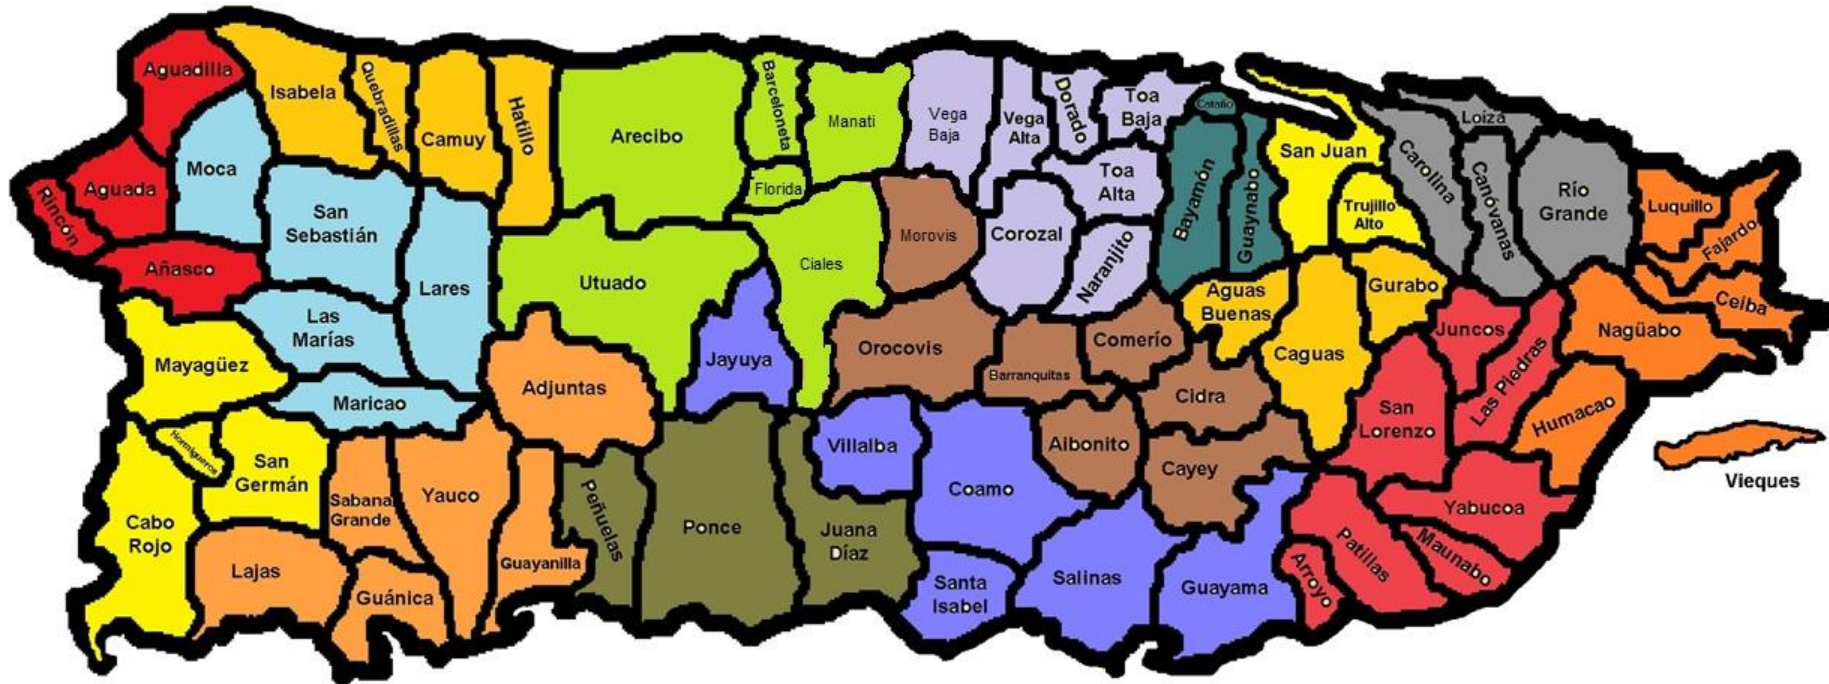 Aguadilla
Isabela
Quebradillas
Camuy
Hatillo
Arecibo
Barceloneta
Manati
Vega
Baja
Vega
Alta
Dorado
Toa
Baja
Cataño
San Juan
Carolina
Loiza
Canóvanas
Río
Grande
Luquillo
Fajardo
Ceiba
Rincón
Aguada
Moca
San
Sebastián
Lares
Utuado
Florida
Ciales
Morovis
Corozal
Toa
Alta
Naranjito
Bayamón
Guaynabo
Trujillo
Alto
Añasco
Las
Marías
Mayagüez
Maricao
Adjuntas
Jayuya
Orocovis
Barranquitas
Comerío
Aguas
Buenas
Caguas
Gurabo
Juncos
Las Piedras
Nagüabo
Humacao
Hormigueros
San
Germán
Cabo
Rojo
Sabana
Grande
Yauco
Lajas
Guánica
Guayanilla
Peñuelas
Ponce
Juana
Díaz
Villalba
Coamo
Aibonito
Cidra
Cayey
San
Lorenzo
Santa
Isabel
Salinas
Guayama
Arroyo
Patillas
Maunabo
Yabucoa
Vieques